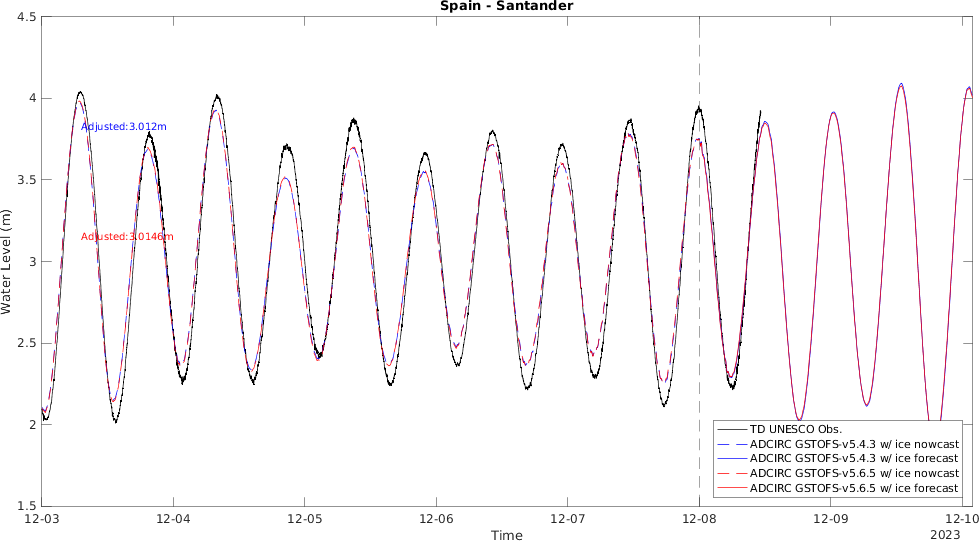 Spain - Santander
4.5
4
3.5
3
2.5
2
1.5
Water Level (m)
Adjusted:3.012m
Adjusted:3.0146m
TD UNESCO Obs.
ADCIRC GSTOFS-v5.4.3 w/ ice nowcast
ADCIRC GSTOFS-v5.4.3 w/ ice forecast
ADCIRC GSTOFS-v5.6.5 w/ ice nowcast
ADCIRC GSTOFS-v5.6.5 w/ ice forecast
12-03 12-04 12-05 12-06 12-07 12-08 12-09 12-10
Time
2023